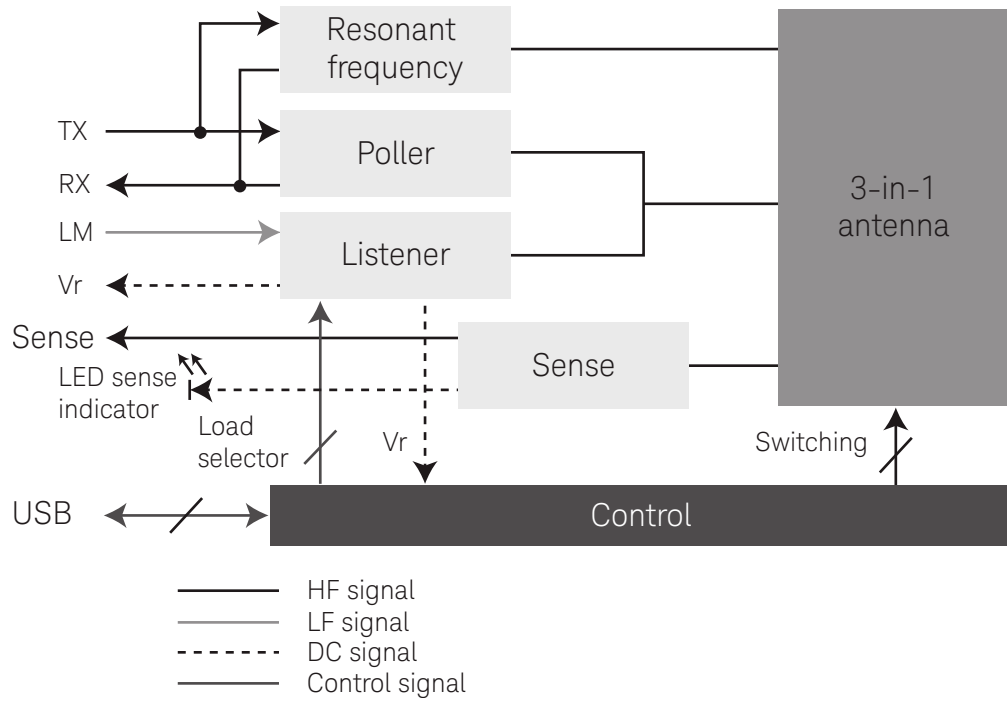 Resonant
frequency
TX
Poller
RX
3-in-1
antenna
LM
Listener
Vr
Sense
Sense
LED sense
indicator
Load
selector
Vr
Switching
USB
Control
HF signal
LF signal
DC signal
Control signal